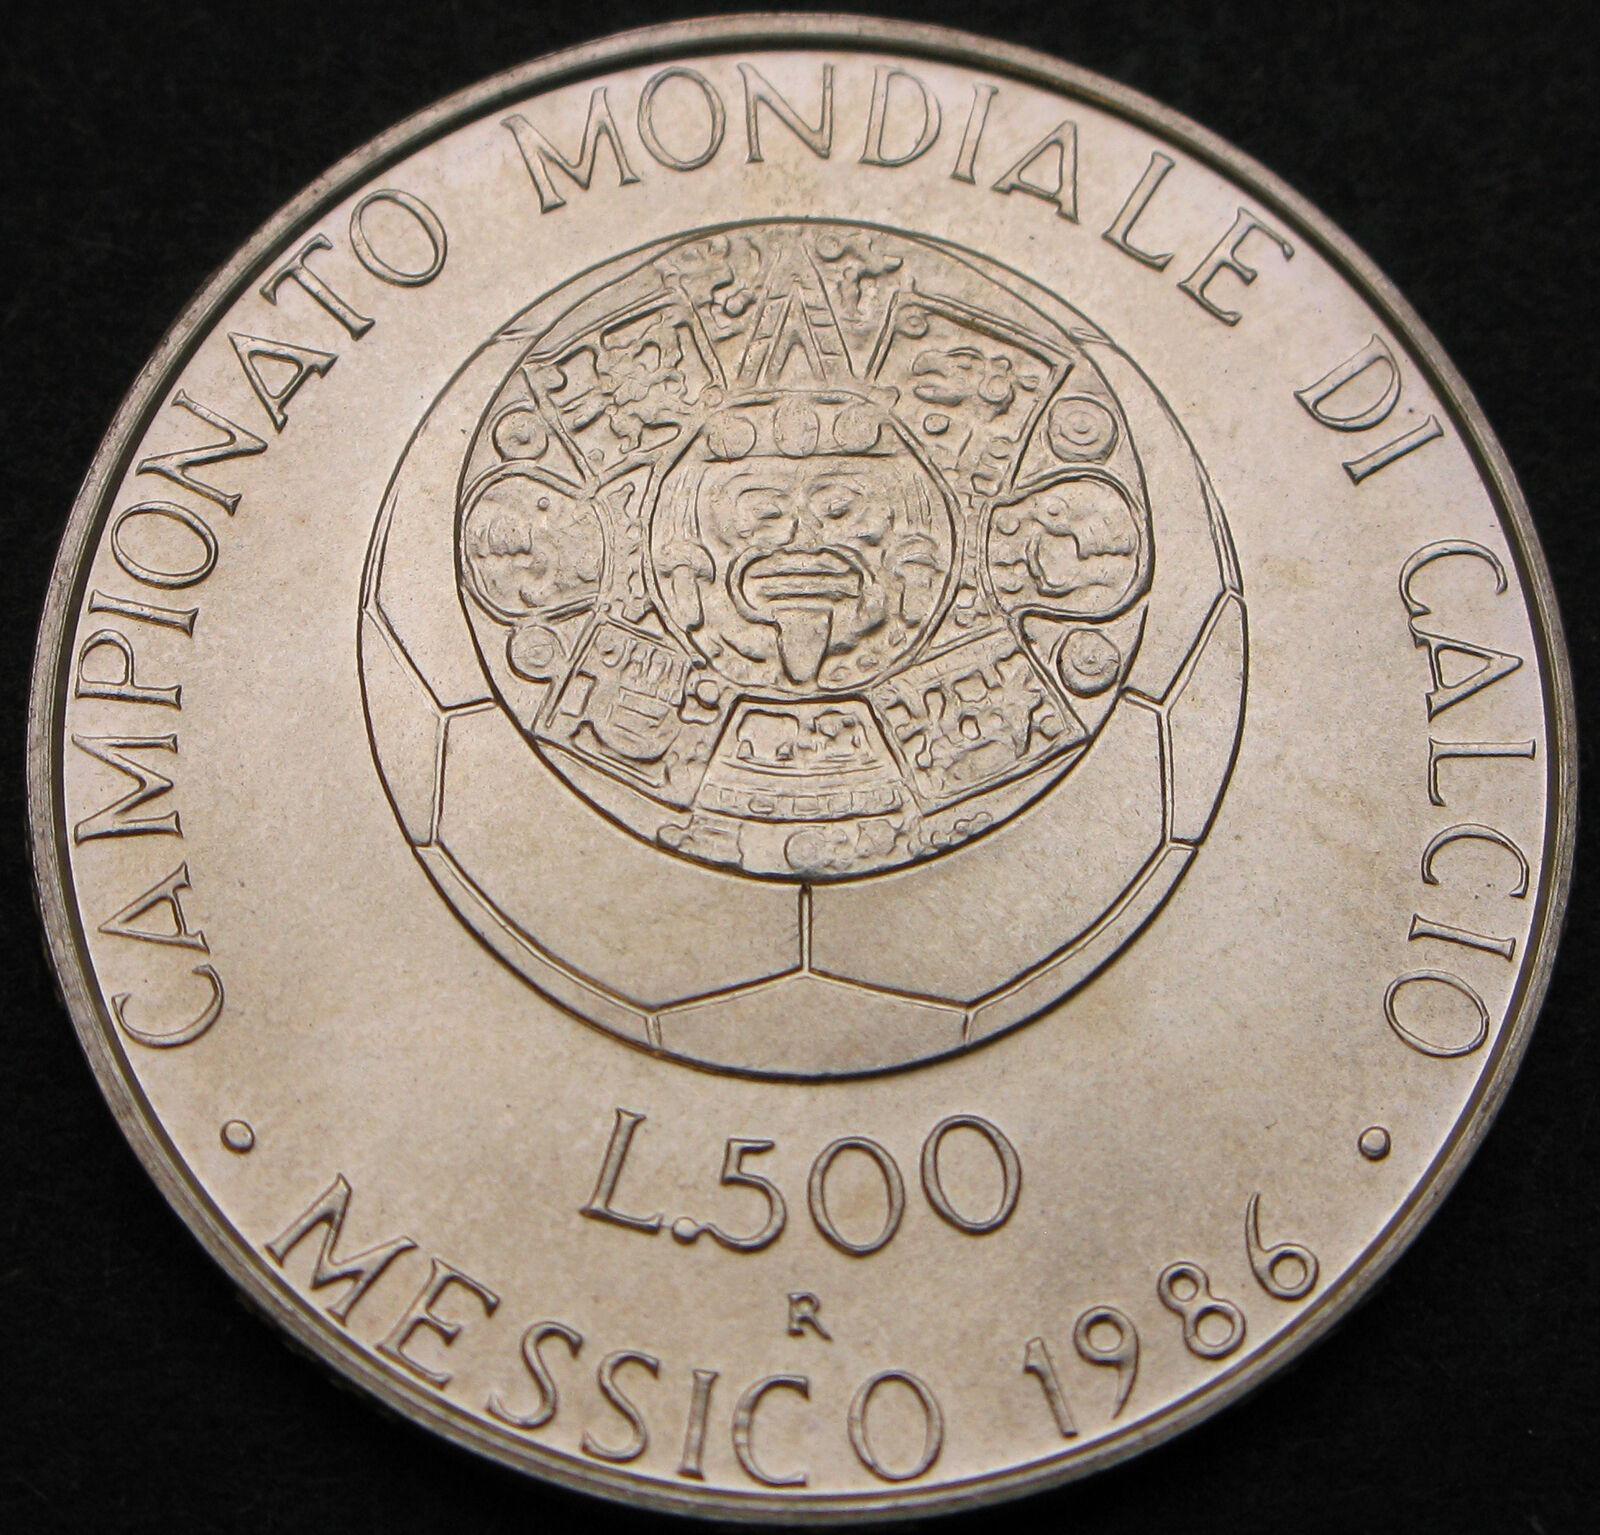 CAMPIONATO MONDIALE DI CALCIO
L.500
R
· MESSICO 1986 ·